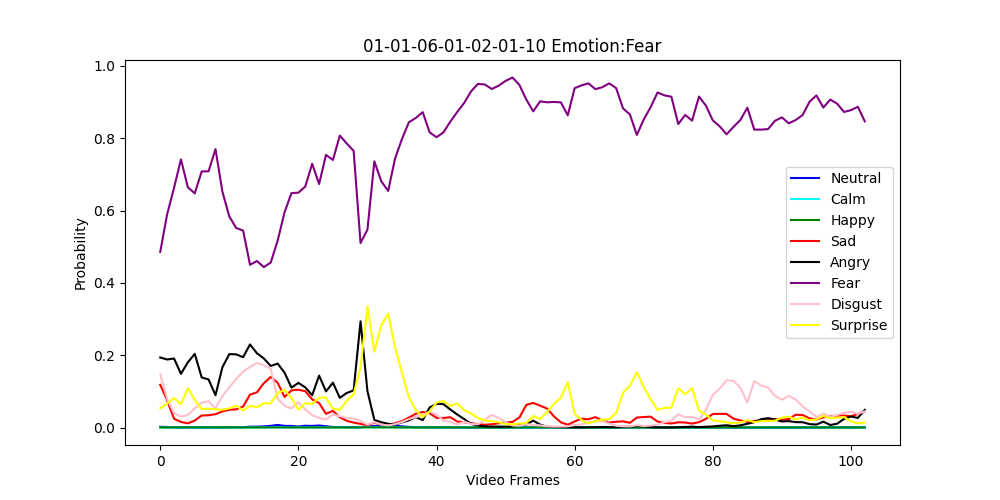 01-01-06-01-02-01-10 Emotion:Fear
1.0
0.8
0.6
0.4
0.2
0.0
Probability
0 20 40 60 80 100
Video Frames
Neutral
Calm
Happy
Sad
Angry
Fear
Disgust
Surprise